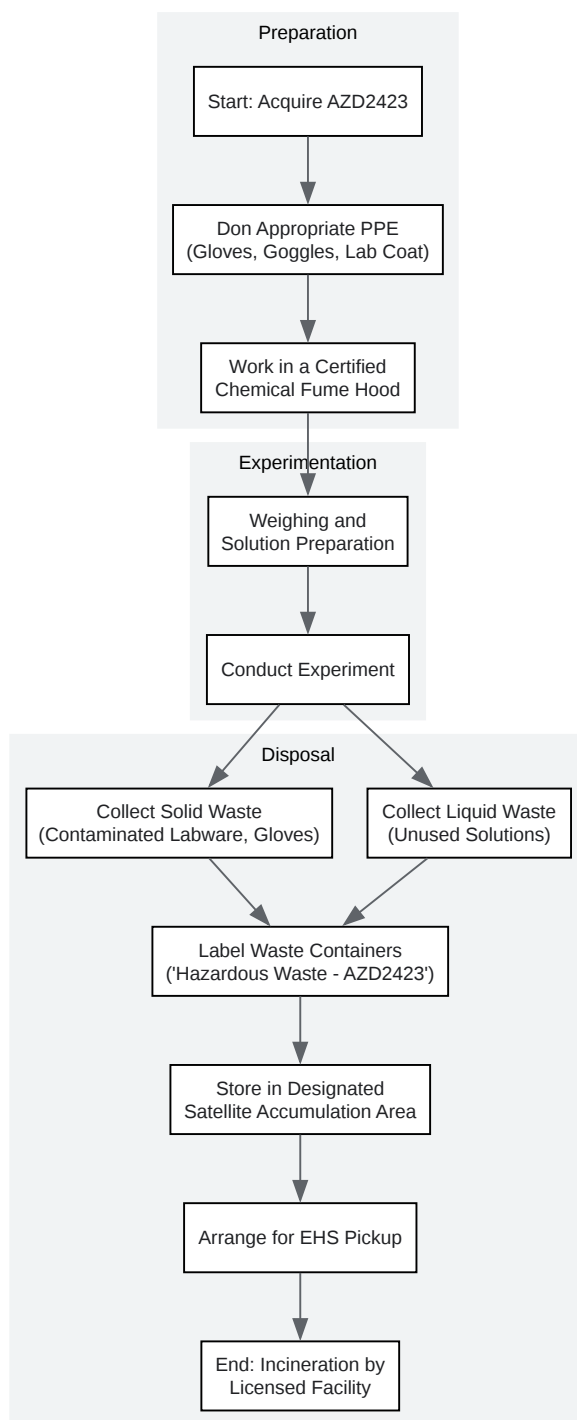 Preparation
Start: Acquire AZD2423
Don Appropriate PPE
(Gloves, Goggles, Lab Coat)
Work in a Certified
Chemical Fume Hood
Experimentation
Weighing and
Solution Preparation
Conduct Experiment
Disposal
Collect Solid Waste
(Contaminated Labware, Gloves)
Collect Liquid Waste
(Unused Solutions)
Label Waste Containers
('Hazardous Waste - AZD2423')
Store in Designated
Satellite Accumulation Area
Arrange for EHS Pickup
End: Incineration by
Licensed Facility